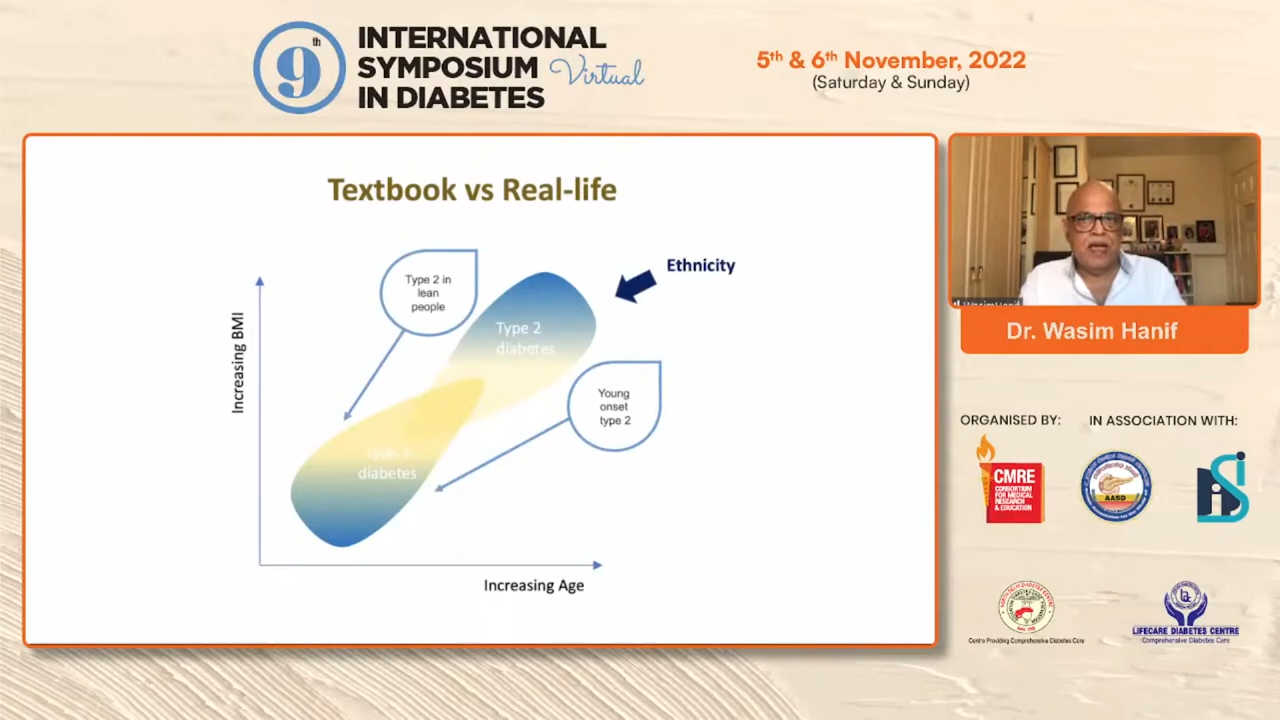 9th
INTERNATIONAL
SYMPOSIUM Virtual
IN DIABETES
5th & 6th November, 2022
(Saturday & Sunday)
Textbook vs Real-life
Type 2 in
lean
people
Ethnicity
Type 2
diabetes
Increasing BMI
Young
onset
type 2
Type 1
diabetes
Increasing Age
WasimHanif
Dr. Wasim Hanif
ORGANISED BY:
IN ASSOCIATION WITH:
CMRE
CONSORTIUM
FOR MEDICAL
RESEARCH
& EDUCATION
AASD
Centre Providing Comprehensive Diabetes Care
LIFECARE DIABETES CENTRE
Comprehensive Diabetes Care